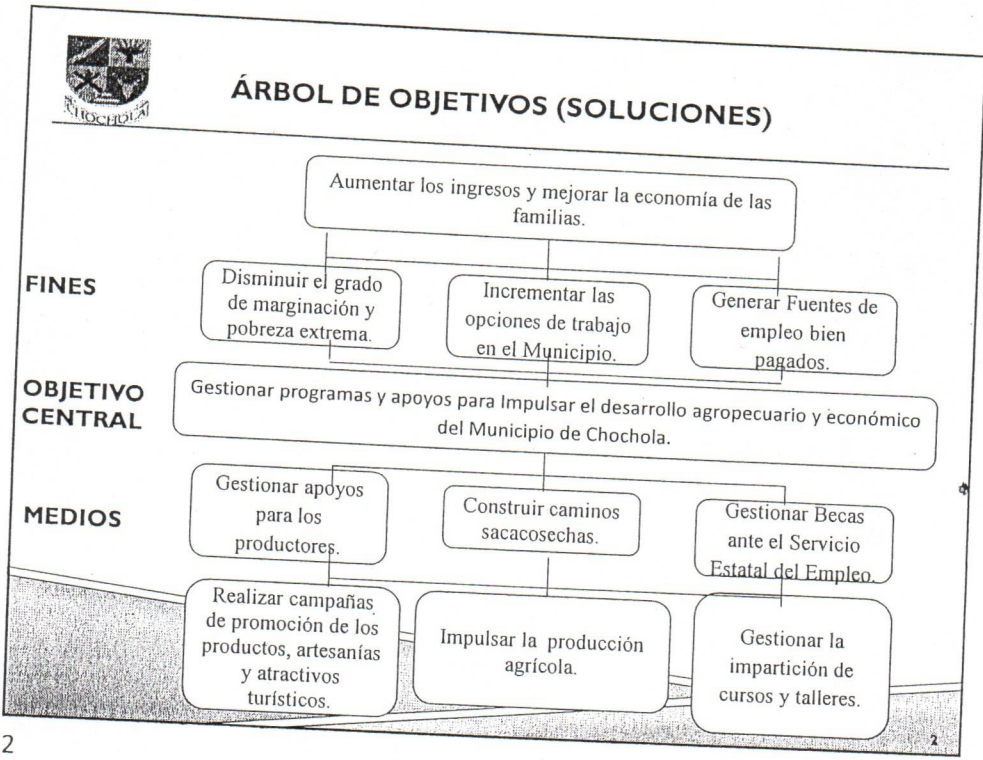 CHOCHOLÁ
ÁRBOL DE OBJETIVOS (SOLUCIONES)
Aumentar los ingresos y mejorar la economía de las
familias.
FINES
Disminuir el grado
de marginación y
pobreza extrema.
Incrementar las
opciones de trabajo
en el Municipio.
Generar Fuentes de
empleo bien
pagados.
OBJETIVO
CENTRAL
Gestionar programas y apoyos para Impulsar el desarrollo agropecuario y económico
del Municipio de Chochola.
MEDIOS
Gestionar apoyos
para los
productores.
Construir caminos
sacacosechas.
Gestionar Becas
ante el Servicio
Estatal del Empleo.
Realizar campañas
de promoción de los
productos, artesanías
y atractivos
turísticos.
Impulsar la producción
agrícola.
Gestionar la
impartición de
cursos y talleres.
2
2